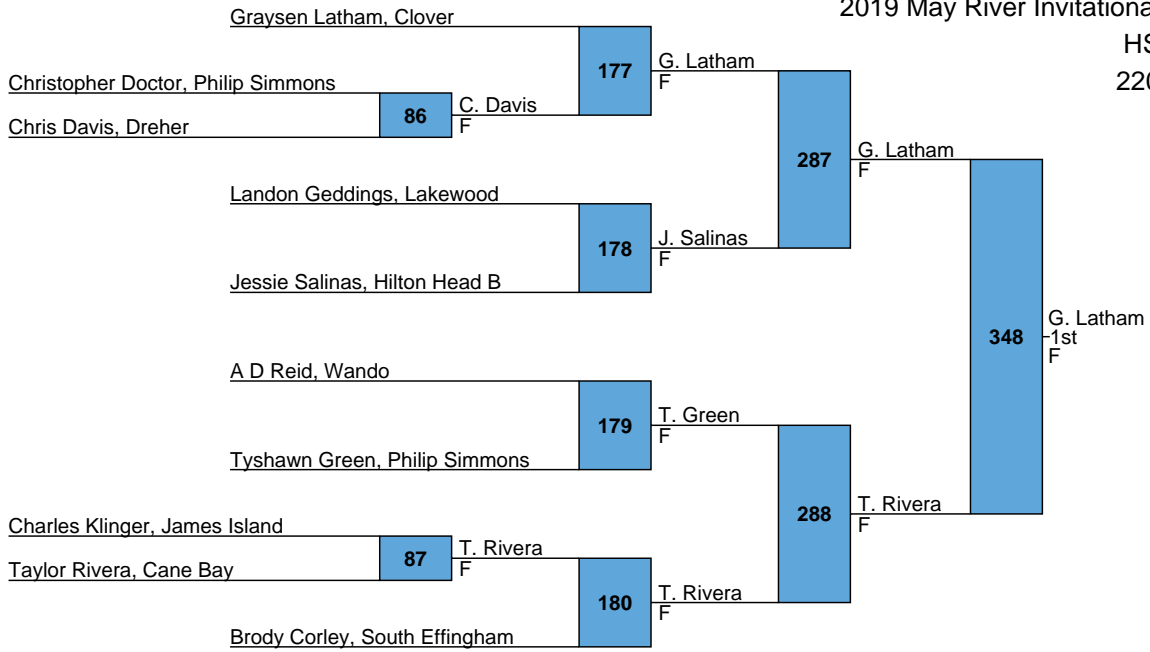 2019 May River Invitationa
HS
220
Graysen Latham, Clover
177
G. Latham
F
Christopher Doctor, Philip Simmons
86
C. Davis
F
Chris Davis, Dreher
287
G. Latham
F
Landon Geddings, Lakewood
178
J. Salinas
F
Jessie Salinas, Hilton Head B
348
G. Latham
1st
F
A D Reid, Wando
179
T. Green
F
Tyshawn Green, Philip Simmons
288
T. Rivera
F
Charles Klinger, James Island
87
T. Rivera
F
Taylor Rivera, Cane Bay
180
T. Rivera
F
Brody Corley, South Effingham